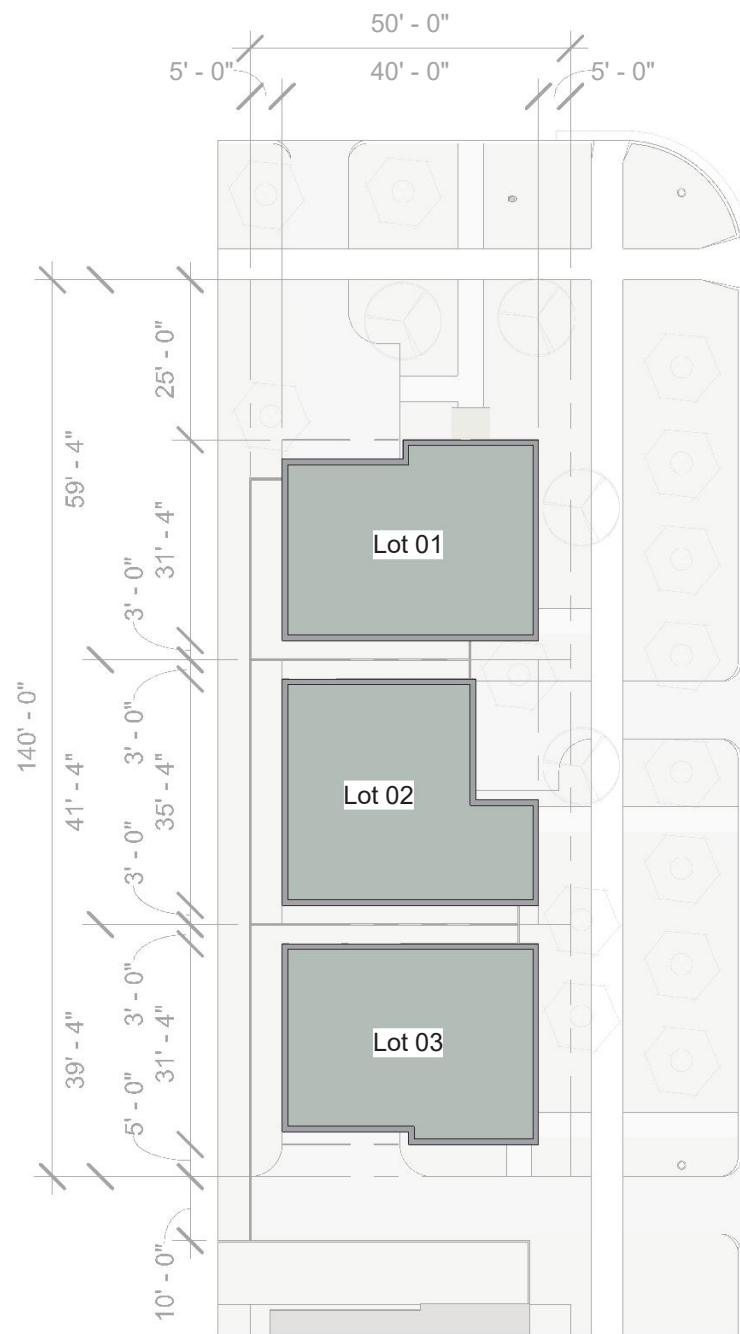 50' - 0"
5' - 0"
40' - 0"
5' - 0"
25' - 0"
59' - 4"
31' - 4"
Lot 01
3' - 0"
140' - 0"
3' - 0"
41' - 4"
35' - 4"
Lot 02
3' - 0"
3' - 0"
39' - 4"
31' - 4"
Lot 03
5' - 0"
10' - 0"